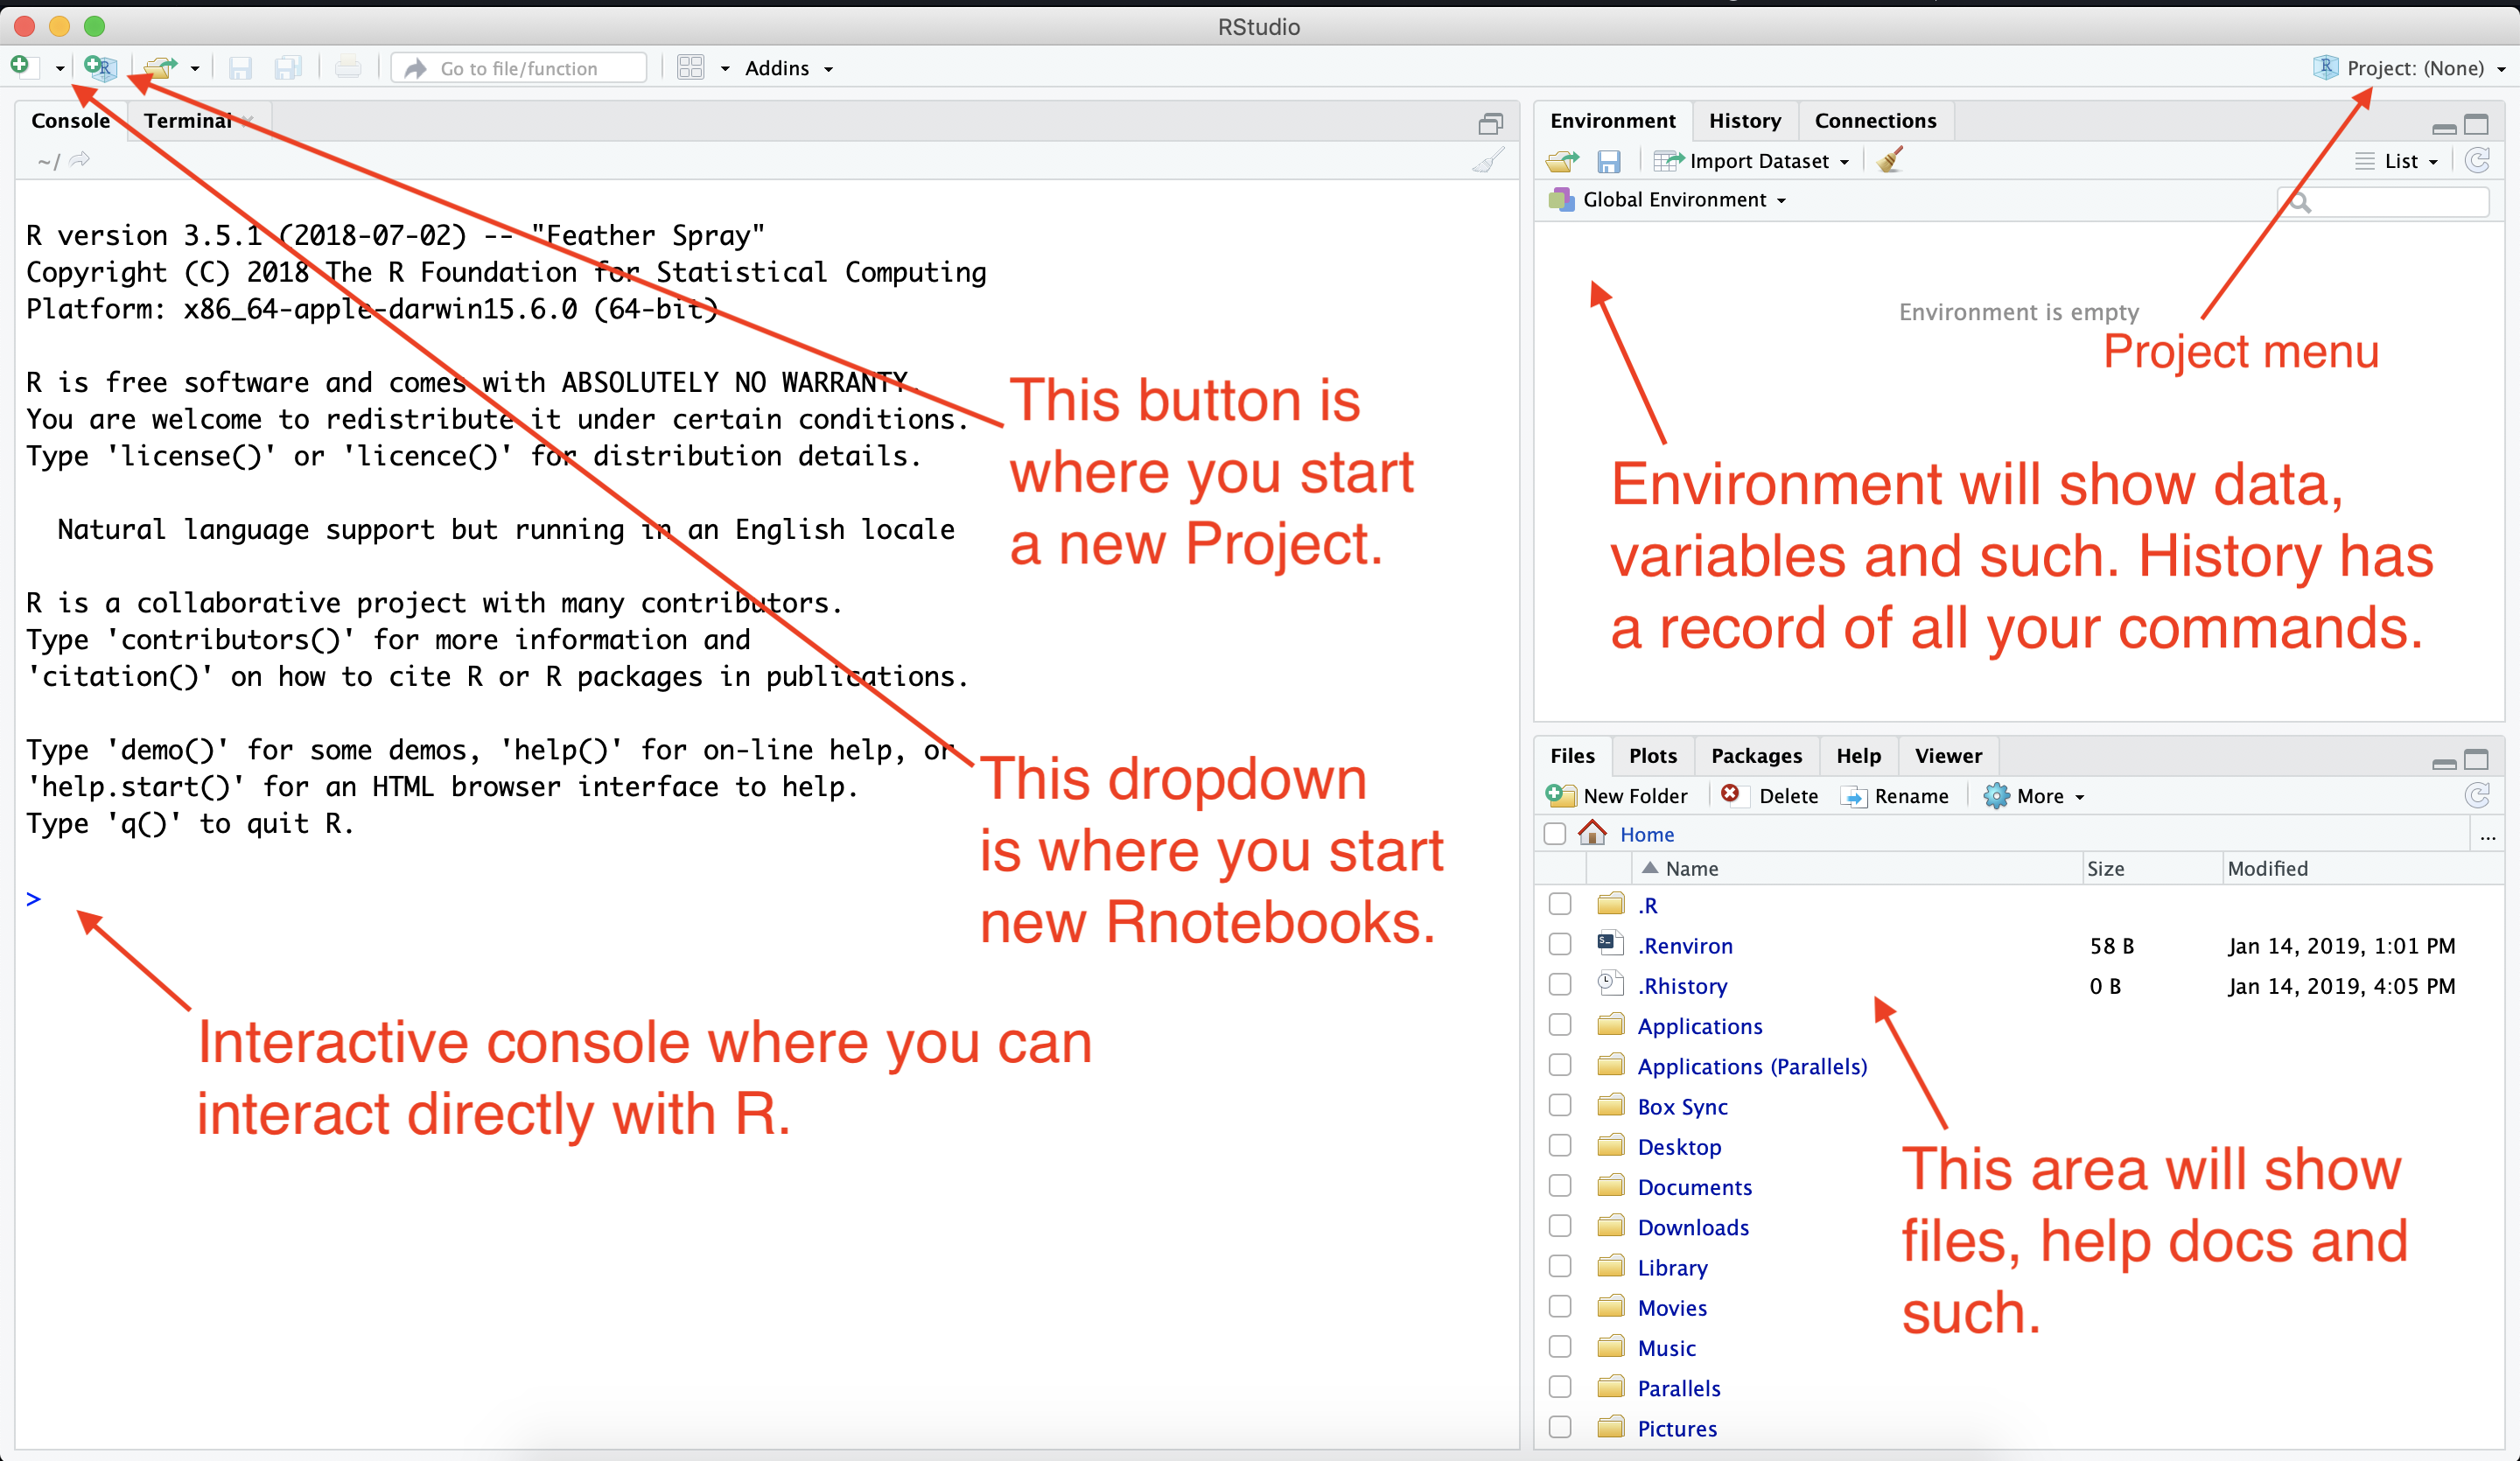 RStudio
Go to file/function
Addins
Project: (None)
Console Terminal
~/
R version 3.5.1 (2018-07-02) -- "Feather Spray"
Copyright (C) 2018 The R Foundation for Statistical Computing
Platform: x86_64-apple-darwin15.6.0 (64-bit)
R is free software and comes with ABSOLUTELY NO WARRANTY.
You are welcome to redistribute it under certain conditions.
Type 'license()' or 'licence()' for distribution details.
Natural language support but running in an English locale
R is a collaborative project with many contributors.
Type 'contributors()' for more information and
'citation()' on how to cite R or R packages in publications.
Type 'demo()' for some demos, 'help()' for on-line help, or
'help.start()' for an HTML browser interface to help.
Type 'q()' to quit R.
>
This button is
where you start
a new Project.
This dropdown
is where you start
new Rnotebooks.
Interactive console where you can
interact directly with R.
Environment History Connections
Import Dataset List
Global Environment
Environment is empty
Project menu
Environment will show data,
variables and such. History has
a record of all your commands.
Files Plots Packages Help Viewer
New Folder Delete Rename More
Home ...
Name Size Modified
.R
.Renviron 58 B Jan 14, 2019, 1:01 PM
.Rhistory 0 B Jan 14, 2019, 4:05 PM
Applications
Applications (Parallels)
Box Sync
Desktop
Documents
Downloads
Library
Movies
Music
Parallels
Pictures
This area will show
files, help docs and
such.